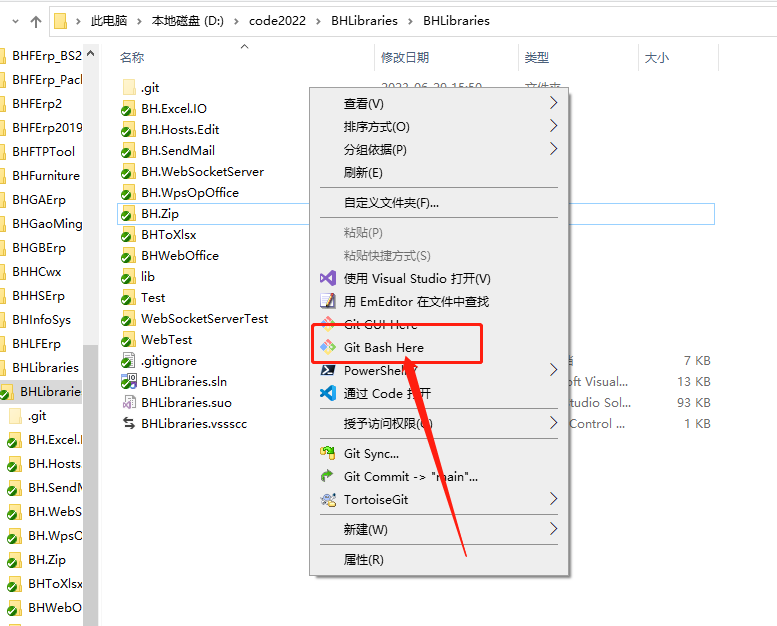 此电脑 › 本地磁盘 (D:) › code2022 › BHLibraries › BHLibraries
名称 修改日期 类型 大小
BHFErp_BS2
BHFErp_Pacl
BHFErp2
BHFErp2019
BHFTPTool
BHFurniture
BHGAErp
BHGaoMing
BHGBErp
BHHCwx
BHHSErp
BHInfoSys
BHLFErp
BHLibraries
BHLibrarie
.git
BH.Excel.I
BH.Hosts
BH.SendM
BH.WebS
BH.WpsO
BH.Zip
BHToXlsx
BHWebO
.git 2022-06-29 15:50 文件夹
BH.Excel.IO
BH.Hosts.Edit
BH.SendMail
BH.WebSocketServer
BH.WpsOpOffice
BH.Zip
BHToXlsx
BHWebOffice
lib
Test
WebSocketServerTest
WebTest
.gitignore 7 KB
BHLibraries.sln oft Visual... 13 KB
BHLibraries.suo tudio Sol... 93 KB
BHLibraries.vssscc Control ... 1 KB
查看(V)
排序方式(O)
分组依据(P)
刷新(E)
自定义文件夹(F)...
粘贴(P)
粘贴快捷方式(S)
使用 Visual Studio 打开(V)
用 EmEditor 在文件中查找
Git GUI Here
Git Bash Here
PowerShell 7
通过 Code 打开
授予访问权限(G)
Git Sync...
Git Commit -> "main"...
TortoiseGit
新建(W)
属性(R)